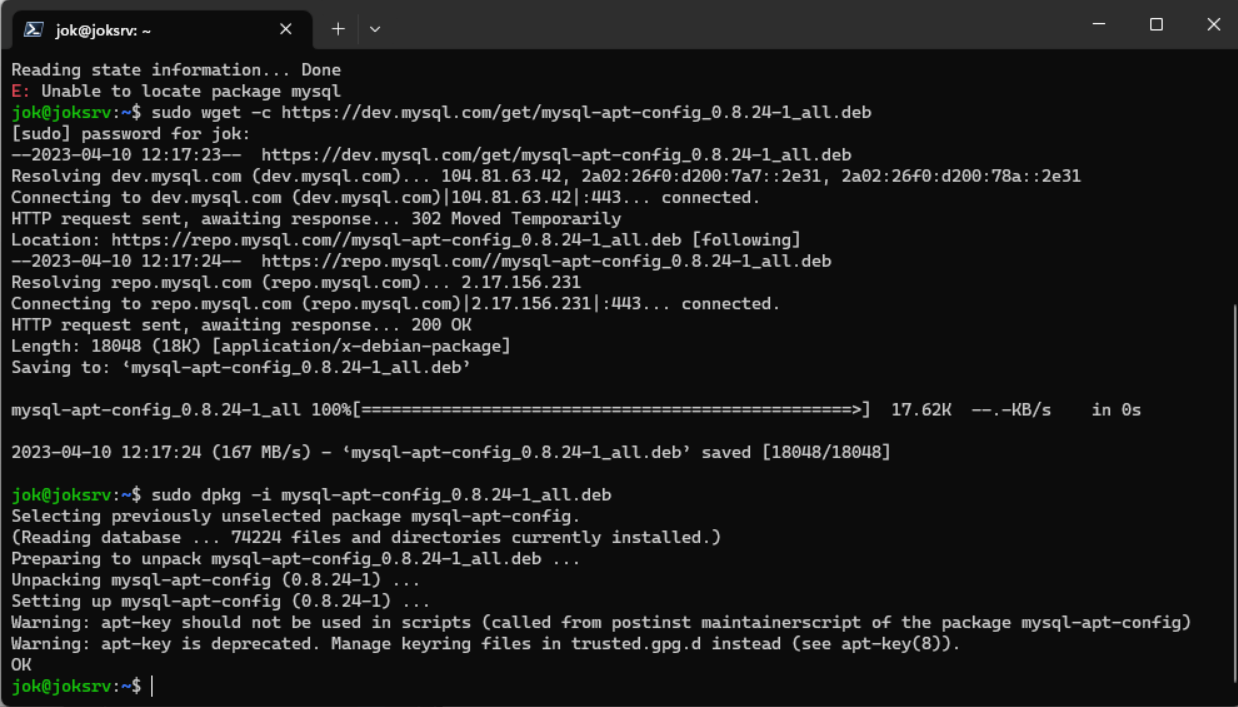 jok@joksrv: ~
Reading state information... Done
E: Unable to locate package mysql
jok@joksrv:~$ sudo wget -c https://dev.mysql.com/get/mysql-apt-config_0.8.24-1_all.deb
[sudo] password for jok:
--2023-04-10 12:17:23--  https://dev.mysql.com/get/mysql-apt-config_0.8.24-1_all.deb
Resolving dev.mysql.com (dev.mysql.com)... 104.81.63.42, 2a02:26f0:d200:7a7::2e31, 2a02:26f0:d200:78a::2e31
Connecting to dev.mysql.com (dev.mysql.com)|104.81.63.42|:443... connected.
HTTP request sent, awaiting response... 302 Moved Temporarily
Location: https://repo.mysql.com//mysql-apt-config_0.8.24-1_all.deb [following]
--2023-04-10 12:17:24--  https://repo.mysql.com//mysql-apt-config_0.8.24-1_all.deb
Resolving repo.mysql.com (repo.mysql.com)... 2.17.156.231
Connecting to repo.mysql.com (repo.mysql.com)|2.17.156.231|:443... connected.
HTTP request sent, awaiting response... 200 OK
Length: 18048 (18K) [application/x-debian-package]
Saving to: ‘mysql-apt-config_0.8.24-1_all.deb’
mysql-apt-config_0.8.24-1_all 100%[=================================================>]  17.62K  --.-KB/s    in 0s
2023-04-10 12:17:24 (167 MB/s) - ‘mysql-apt-config_0.8.24-1_all.deb’ saved [18048/18048]
jok@joksrv:~$ sudo dpkg -i mysql-apt-config_0.8.24-1_all.deb
Selecting previously unselected package mysql-apt-config.
(Reading database ... 74224 files and directories currently installed.)
Preparing to unpack mysql-apt-config_0.8.24-1_all.deb ...
Unpacking mysql-apt-config (0.8.24-1) ...
Setting up mysql-apt-config (0.8.24-1) ...
Warning: apt-key should not be used in scripts (called from postinst maintainerscript of the package mysql-apt-config)
Warning: apt-key is deprecated. Manage keyring files in trusted.gpg.d instead (see apt-key(8)).
OK
jok@joksrv:~$